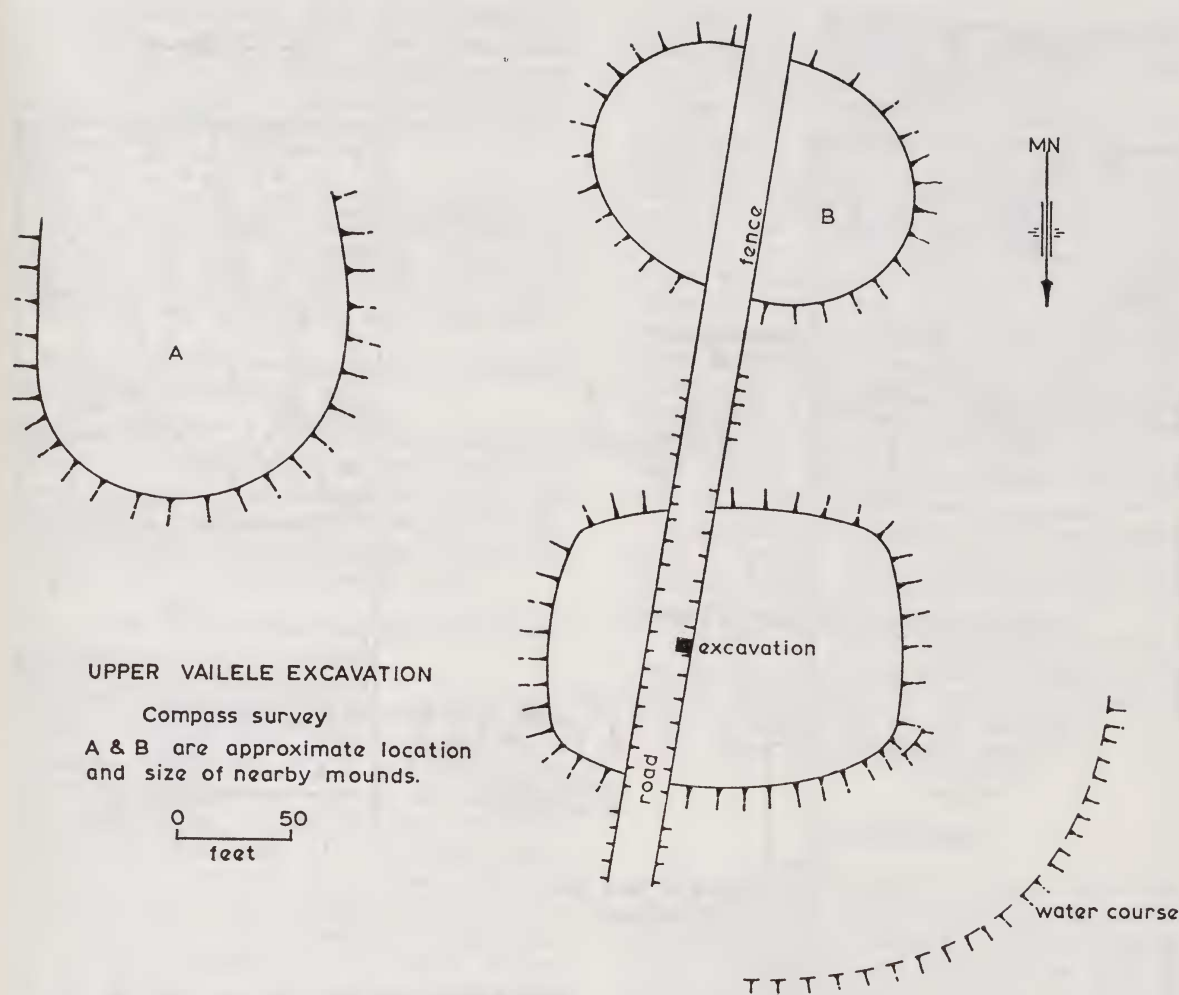 MN
fence
B
A
excavation
UPPER VAILELE EXCAVATION
Compass survey
A & B are approximate location
and size of nearby mounds.
0 50
feet
road
water course